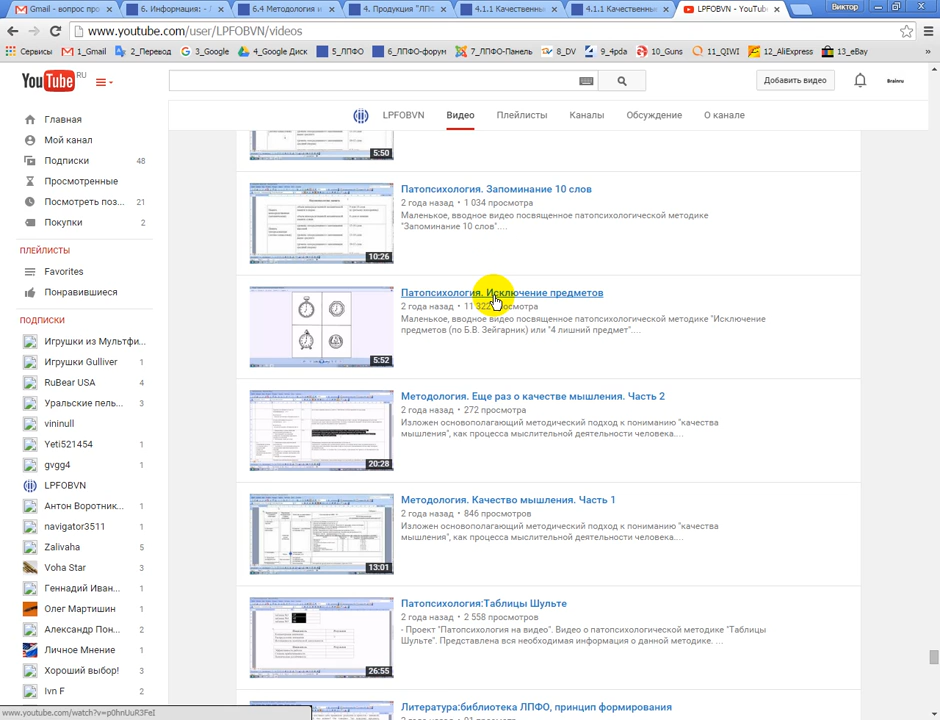 Gmail - вопрос про
6. Информация: - Л
6.4 Методология и
4. Продукция "ЛПФ
4.1.1 Качественны
4.1.1 Качественны
LPFOBVN - YouTube
Виктор
www.youtube.com/user/LPFOBVN/videos
Сервисы
1_Gmail
2_Перевод
3_Google
4_Google Диск
5_ЛПФО
6_ЛПФО-форум
7_ЛПФО-Панель
8_DV
9_4pda
10_Guns
11_QIWI
12_AliExpress
13_eBay
»
YouTube RU
Добавить видео
Brainru
LPFOBVN
Видео
Плейлисты
Каналы
Обсуждение
О канале
Главная
Мой канал
Подписки 48
Просмотренные
Посмотреть поз... 21
Покупки 2
ПЛЕЙЛИСТЫ
Favorites
Понравившиеся
ПОДПИСКИ
Игрушки из Мультфи...
Игрушки Gulliver 1
RuBear USA 4
Уральские пель... 3
vininull
Yeti521454 1
gvgg4 1
LPFOBVN
Антон Воротник... 1
navigator3511 1
Zalivaha 5
Voha Star 3
Геннадий Иван... 1
Олег Мартишин 1
Александр Пон... 1
Личное Мнение 1
Хороший выбор! 3
Ivn F 2
5:50
Патопсихология. Запоминание 10 слов
2 года назад • 1 034 просмотра
Маленькое, вводное видео посвященное патопсихологической методике
"Запоминание 10 слов"....
10:26
Патопсихология. Исключение предметов
2 года назад • 11 322 просмотра
Маленькое, вводное видео посвященное патопсихологической методике "Исключение
предметов (по Б.В. Зейгарник) или "4 лишний предмет"....
5:52
Методология. Еще раз о качестве мышления. Часть 2
2 года назад • 272 просмотра
Изложен основополагающий методический подход к пониманию "качества
мышления", как процесса мыслительной деятельности человека....
20:28
Методология. Качество мышления. Часть 1
2 года назад • 846 просмотров
Изложен основополагающий методический подход к пониманию "качества
мышления", как процесса мыслительной деятельности человека....
13:01
Патопсихология:Таблицы Шульте
2 года назад • 2 558 просмотров
- Проект "Патопсихология на видео". Видео о патопсихологической методике "Таблицы
Шульте". Представлена вся необходимая информация о данной методике. ...
26:55
Литература:библиотека ЛПФО, принцип формирования
www.youtube.com/watch?v=p0hnUuR3FeI